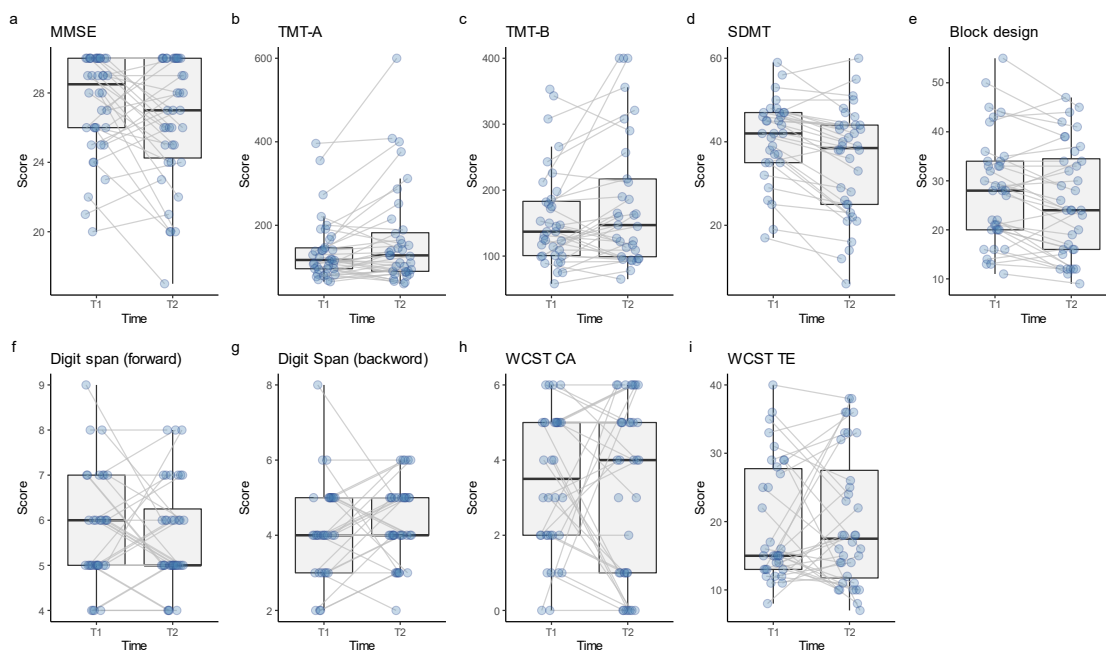 a
MMSE
28
24
20
Score
T1
T2
Time
b
TMT-A
600
400
200
Score
T1
T2
Time
c
TMT-B
400
300
200
100
Score
T1
T2
Time
d
SDMT
60
40
20
Score
T1
T2
Time
e
Block design
50
40
30
20
10
Score
T1
T2
Time
f
Digit span (forward)
9
8
7
6
5
4
Score
T1
T2
Time
g
Digit Span (backword)
8
6
4
2
Score
T1
T2
Time
h
WCST CA
6
4
2
0
Score
T1
T2
Time
i
WCST TE
40
30
20
10
Score
T1
T2
Time